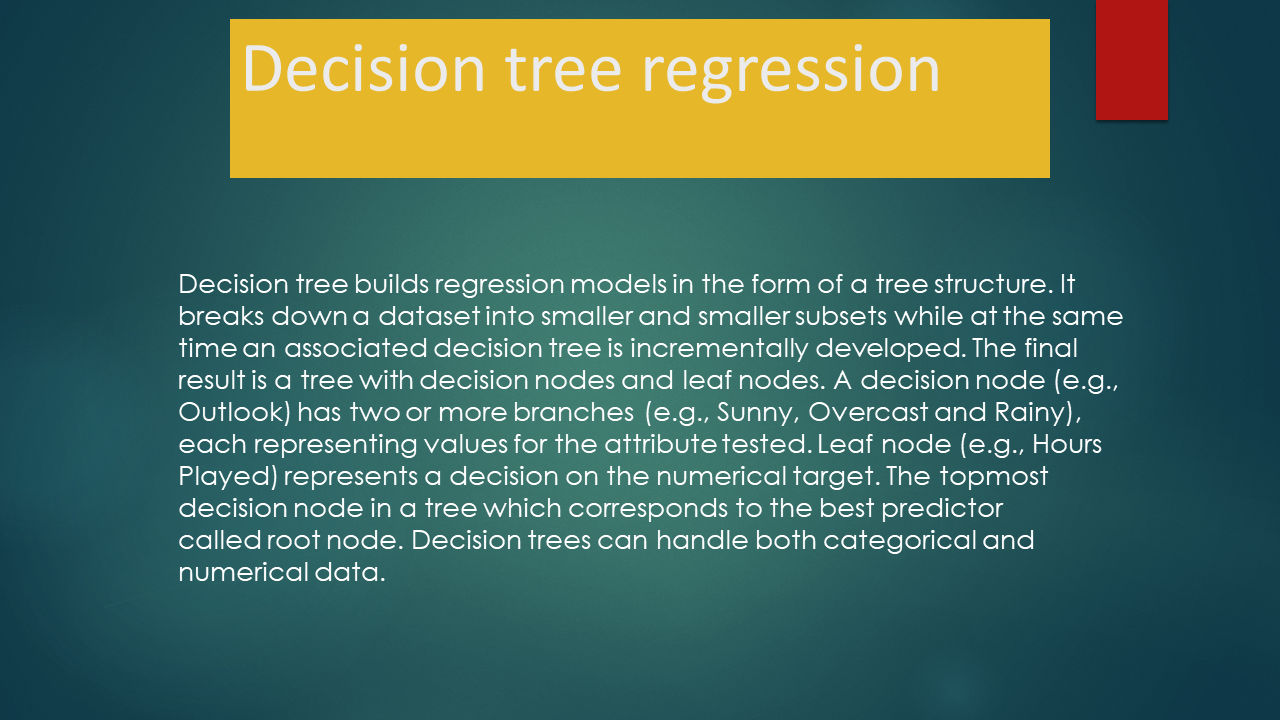 Decision tree regression
Decision tree builds regression models in the form of a tree structure. It
breaks down a dataset into smaller and smaller subsets while at the same
time an associated decision tree is incrementally developed. The final
result is a tree with decision nodes and leaf nodes. A decision node (e.g.,
Outlook) has two or more branches (e.g., Sunny, Overcast and Rainy),
each representing values for the attribute tested. Leaf node (e.g., Hours
Played) represents a decision on the numerical target. The topmost
decision node in a tree which corresponds to the best predictor
called root node. Decision trees can handle both categorical and
numerical data.